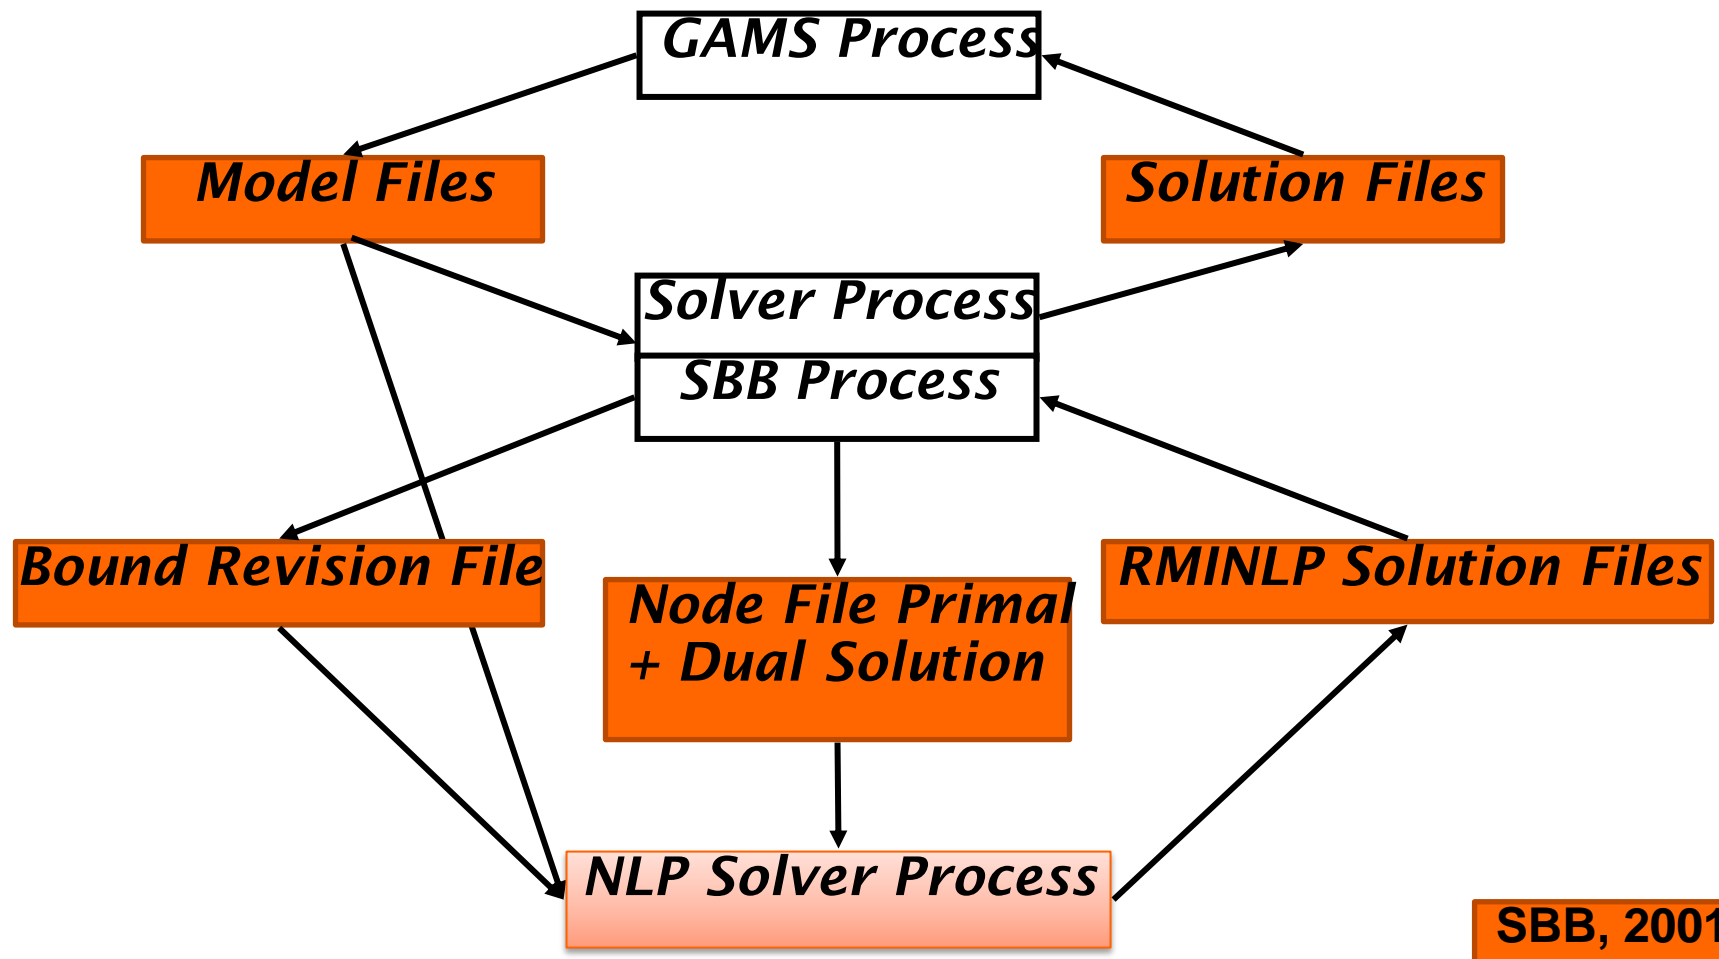 GAMS Process
Model Files
Solution Files
Solver Process
SBB Process
Bound Revision File
Node File Primal
+ Dual Solution
RMINLP Solution Files
NLP Solver Process
SBB, 2001